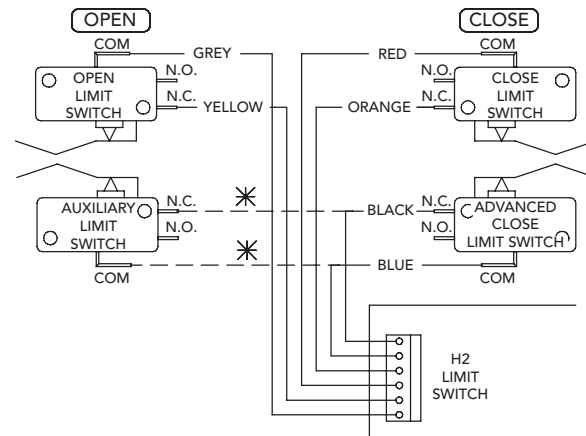 OPEN
CLOSE
COM
COM
GREY
RED
N.O.
N.O.
OPEN
LIMIT
SWITCH
CLOSE
LIMIT
SWITCH
N.C.
N.C.
YELLOW
ORANGE
N.C.
BLACK
N.C.
AUXILIARY
LIMIT
SWITCH
ADVANCED
CLOSE
LIMIT SWITCH
N.O.
N.O.
BLUE
COM
COM
H2
LIMIT
SWITCH